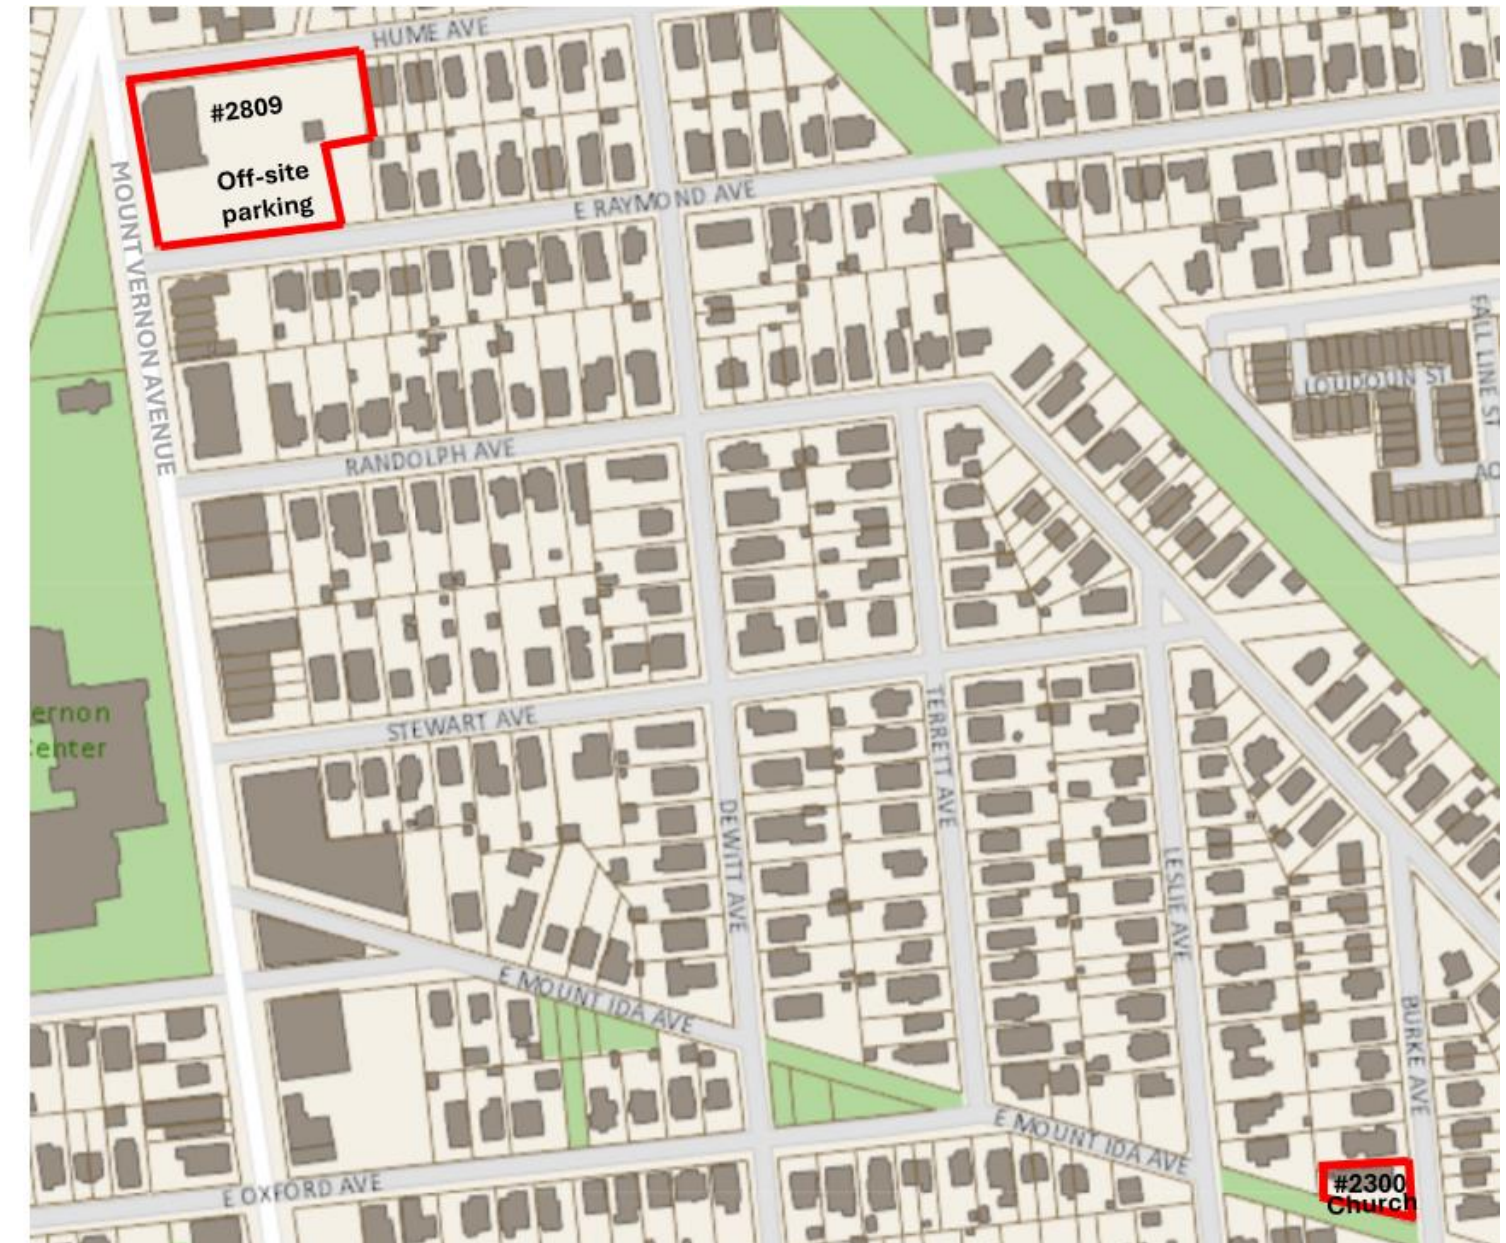 HUME AVE
#2809
Off-site
parking
E RAYMOND AVE
MOUNT VERNON AVENUE
FALL LINE ST
LOUDOUN ST
RANDOLPH AVE
AC
ernon
Center
STEWART AVE
TERRETT AVE
DEWITT AVE
LESLIE AVE
E MOUNT IDA AVE
BURKE AVE
E MOUNT IDA AVE
E OXFORD AVE
#2300
Church